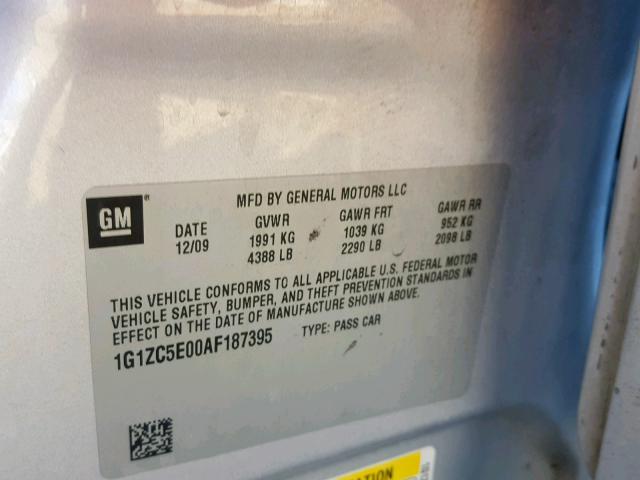 MFD BY GENERAL MOTORS LLC
GM
DATE GVWR GAWR FRT GAWR RR
12/09 1991 KG 1039 KG 952 KG
4388 LB 2290 LB 2098 LB
THIS VEHICLE CONFORMS TO ALL APPLICABLE U.S. FEDERAL MOTOR
VEHICLE SAFETY, BUMPER, AND THEFT PREVENTION STANDARDS IN
EFFECT ON THE DATE OF MANUFACTURE SHOWN ABOVE.
1G1ZC5E00AF187395 TYPE: PASS CAR